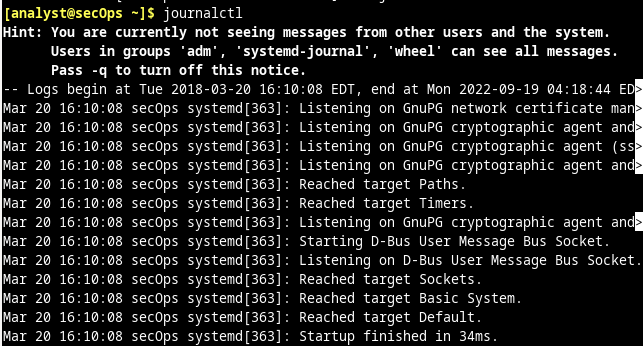 [analyst@secOps ~]$ journalctl
Hint: You are currently not seeing messages from other users and the system.
      Users in groups 'adm', 'systemd-journal', 'wheel' can see all messages.
      Pass -q to turn off this notice.
-- Logs begin at Tue 2018-03-20 16:10:08 EDT, end at Mon 2022-09-19 04:18:44 ED>
Mar 20 16:10:08 secOps systemd[363]: Listening on GnuPG network certificate man>
Mar 20 16:10:08 secOps systemd[363]: Listening on GnuPG cryptographic agent and>
Mar 20 16:10:08 secOps systemd[363]: Listening on GnuPG cryptographic agent (ss>
Mar 20 16:10:08 secOps systemd[363]: Listening on GnuPG cryptographic agent and>
Mar 20 16:10:08 secOps systemd[363]: Reached target Paths.
Mar 20 16:10:08 secOps systemd[363]: Reached target Timers.
Mar 20 16:10:08 secOps systemd[363]: Listening on GnuPG cryptographic agent and>
Mar 20 16:10:08 secOps systemd[363]: Starting D-Bus User Message Bus Socket.
Mar 20 16:10:08 secOps systemd[363]: Listening on D-Bus User Message Bus Socket.
Mar 20 16:10:08 secOps systemd[363]: Reached target Sockets.
Mar 20 16:10:08 secOps systemd[363]: Reached target Basic System.
Mar 20 16:10:08 secOps systemd[363]: Reached target Default.
Mar 20 16:10:08 secOps systemd[363]: Startup finished in 34ms.